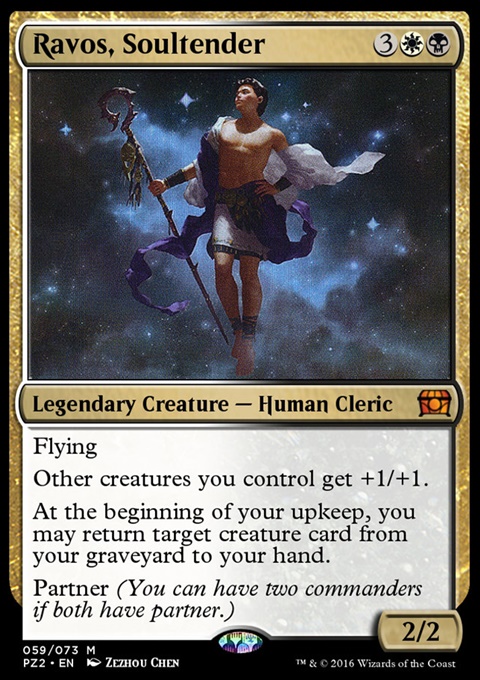 Ravos, Soultender 3
Legendary Creature — Human Cleric
Flying
Other creatures you control get +1/+1.
At the beginning of your upkeep, you
may return target creature card from
your graveyard to your hand.
Partner (You can have two commanders
if both have partner.)
2/2
059/073 M
PZ2 • EN Zezhou Chen
™ & © 2016 Wizards of the Coast